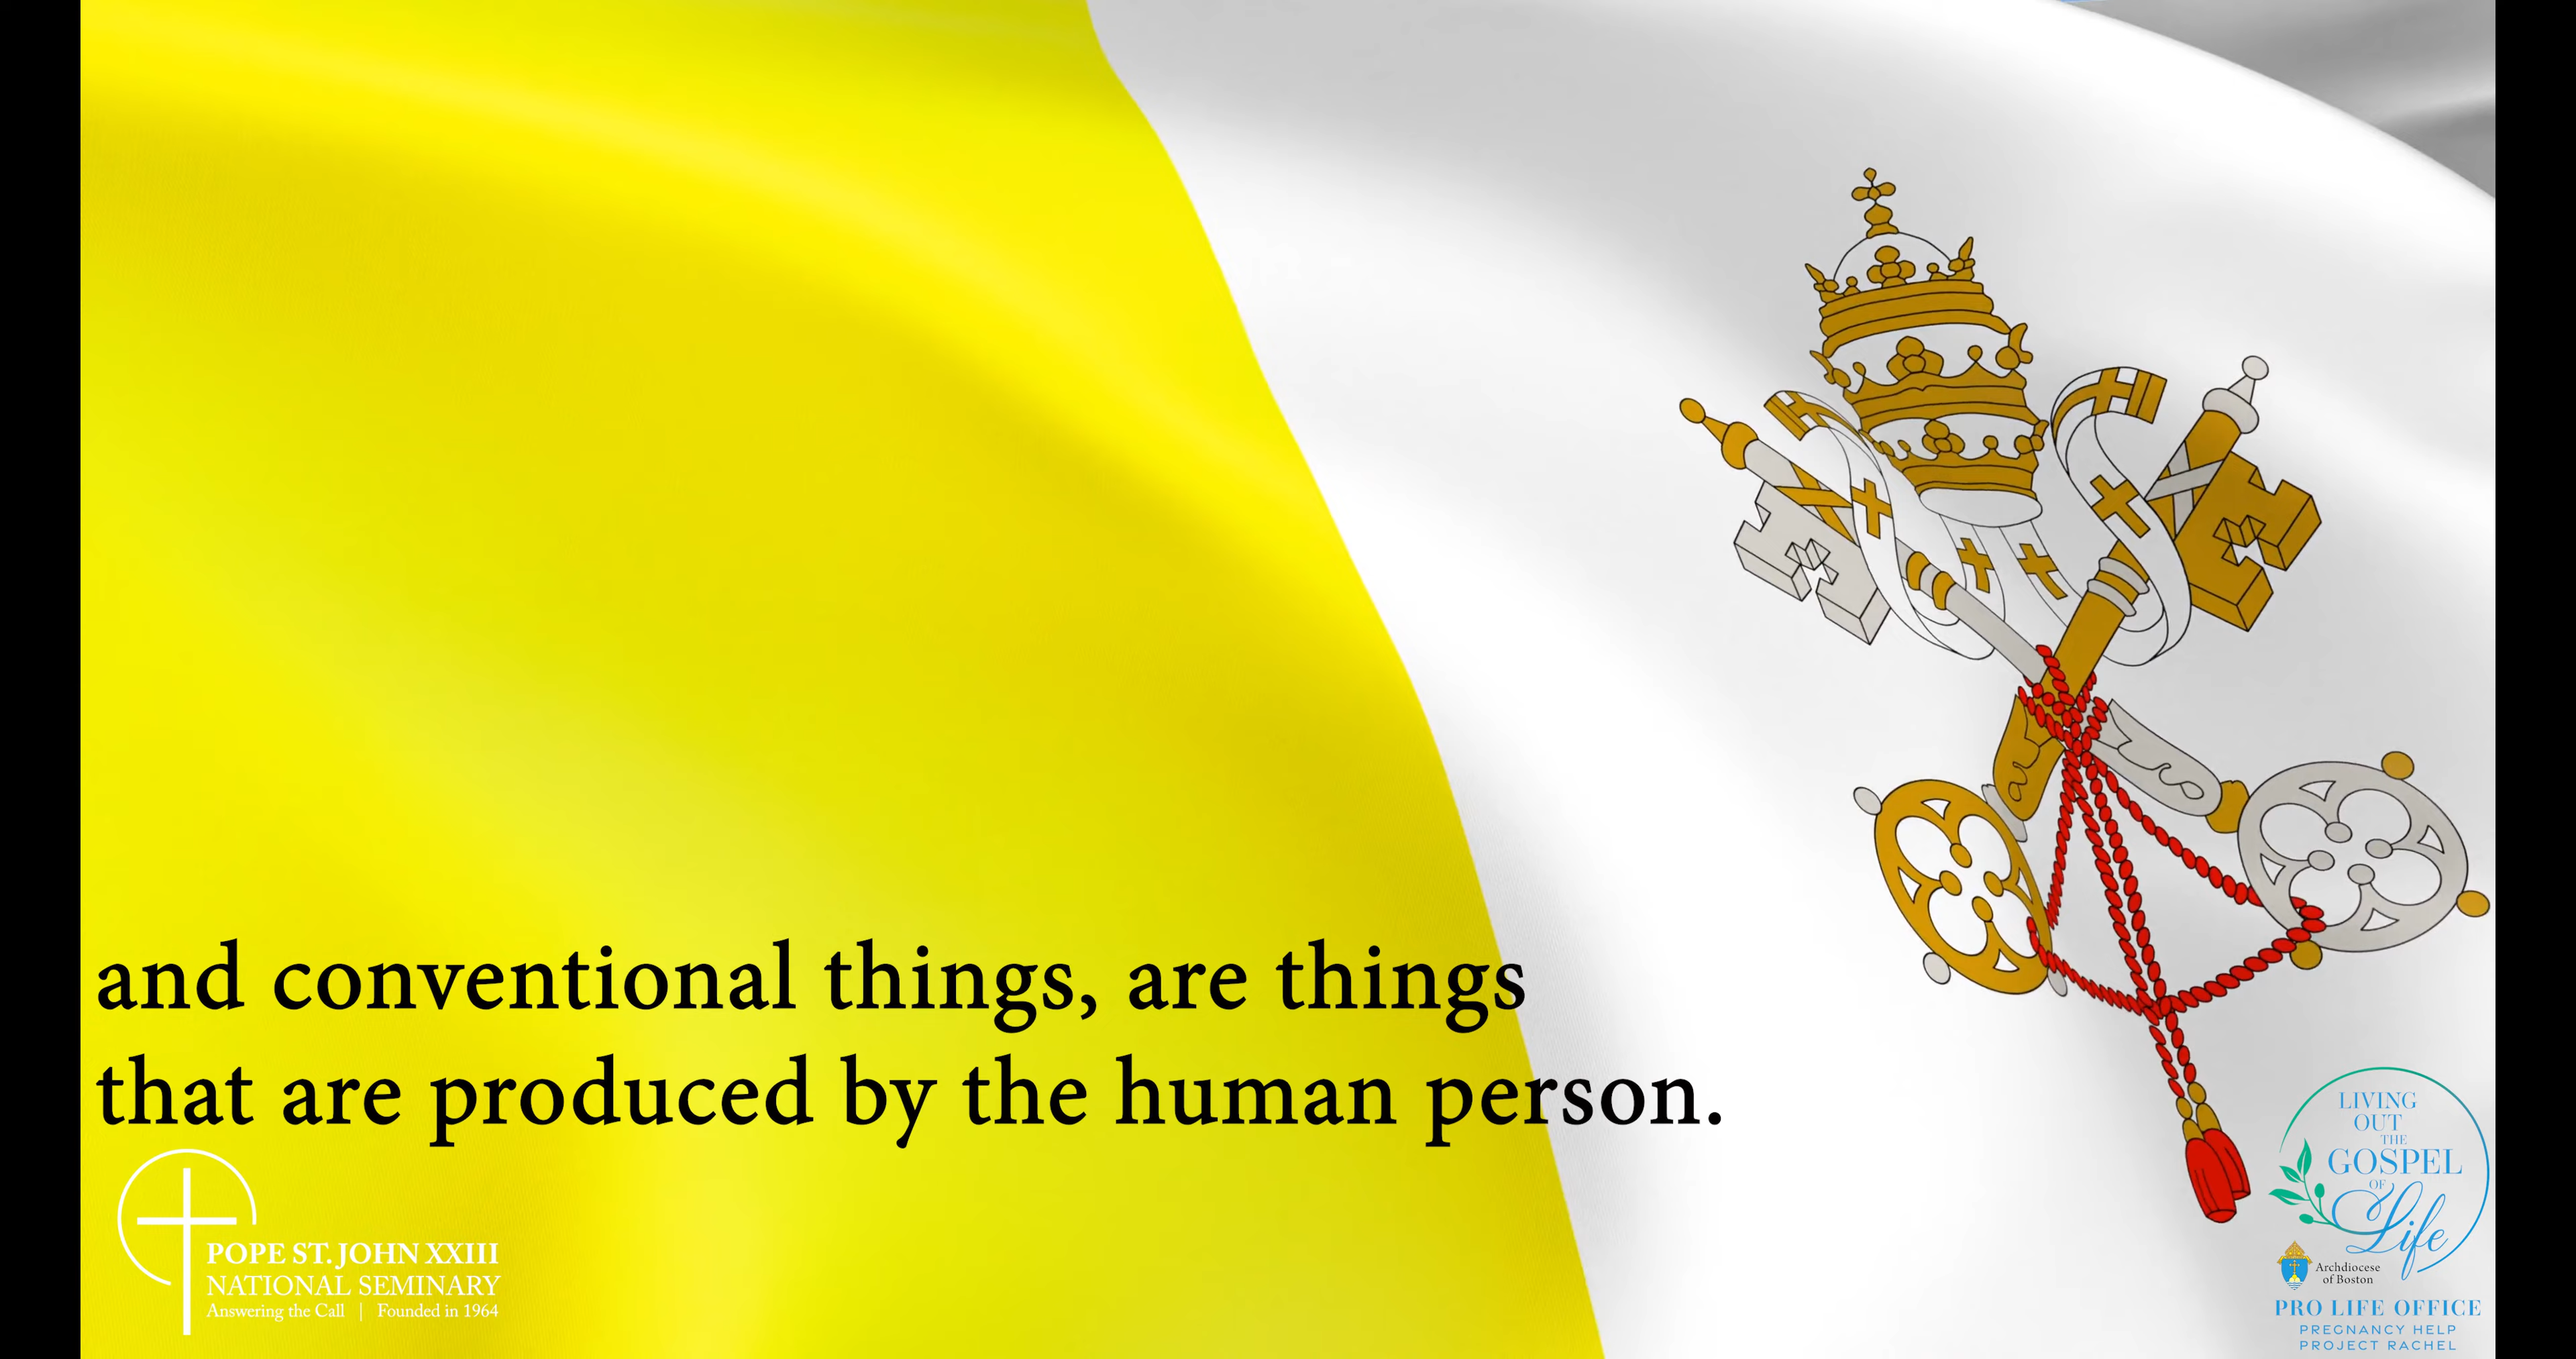 and conventional things, are things
that are produced by the human person.
POPE ST. JOHN XXIII
NATIONAL SEMINARY
Answering the Call | Founded in 1964
LIVING
OUT
THE
GOSPEL
OF
Life
Archdiocese
of Boston
PRO LIFE OFFICE
PREGNANCY HELP
PROJECT RACHEL